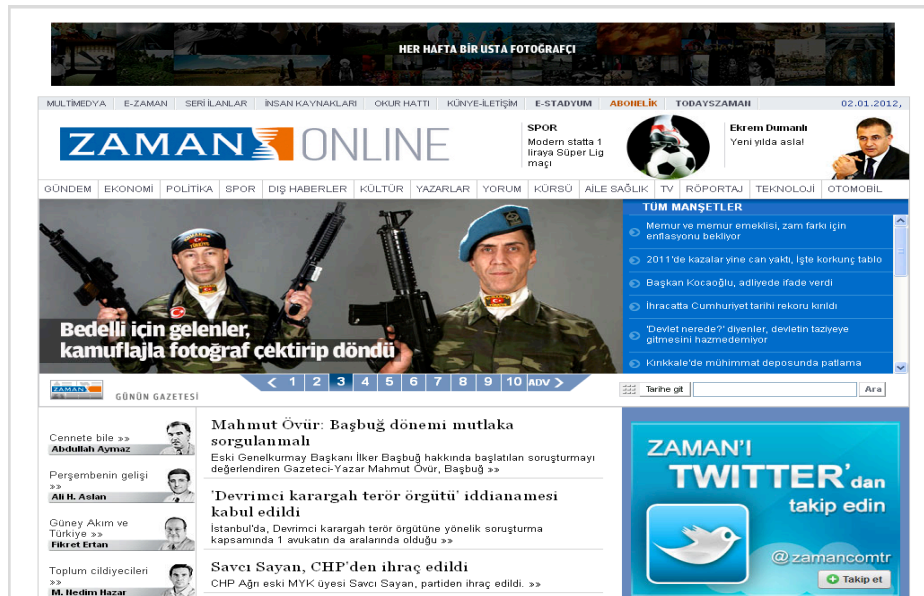 HER HAFTA BİR USTA FOTOĞRAFÇI
MULTİMEDYA E-ZAMAN SERİ İLANLAR İNSAN KAYNAKLARI OKUR HATTI KÜNYE-İLETİŞİM E-STADYUM ABONELİK TODAYSZAMAN 02.01.2012,
ZAMAN ONLINE
SPOR
Modern statta 1
liraya Süper Lig
maçı
Ekrem Dumanlı
Yeni yılda asla!
GÜNDEM EKONOMİ POLİTİKA SPOR DIŞ HABERLER KÜLTÜR YAZARLAR YORUM KÜRSÜ AİLE SAĞLIK TV RÖPORTAJ TEKNOLOJİ OTOMOBİL
Bedelli için gelenler,
kamuflajla fotoğraf çektirip döndü
TÜM MANŞETLER
Memur ve memur emeklisi, zam farkı için
enflasyonu bekliyor
2011'de kazalar yine can yaktı, İşte korkunç tablo
Başkan Kocaoğlu, adliyede ifade verdi
İhracatta Cumhuriyet tarihi rekoru kırıldı
'Devlet nerede?' diyenler, devletin taziyeye
gitmesini hazmedemiyor
Kırıkkale'de mühimmat deposunda patlama
< 1 2 3 4 5 6 7 8 9 10 ADV >
ZAMAN
GÜNÜN GAZETESİ
Tarihe git Ara
Cennete bile »»
Abdullah Aymaz
Perşembenin gelişi
»»
Ali H. Aslan
Güney Akım ve
Türkiye »»
Fikret Ertan
Toplum cildiyecileri
»»
M. Nedim Hazar
Mahmut Övür: Başbuğ dönemi mutlaka
sorgulanmalı
Eski Genelkurmay Başkanı İlker Başbuğ hakkında başlatılan soruşturmayı
değerlendiren Gazeteci-Yazar Mahmut Övür, Başbuğ »»
'Devrimci karargah terör örgütü' iddianamesi
kabul edildi
İstanbul'da, Devrimci karargah terör örgütüne yönelik soruşturma
kapsamında 1 avukatın da aralarında olduğu »»
Savcı Sayan, CHP'den ihraç edildi
CHP Ağrı eski MYK üyesi Savcı Sayan, partiden ihraç edildi. »»
ZAMAN'I
TWITTER'dan
takip edin
@zamancomtr
Takip et